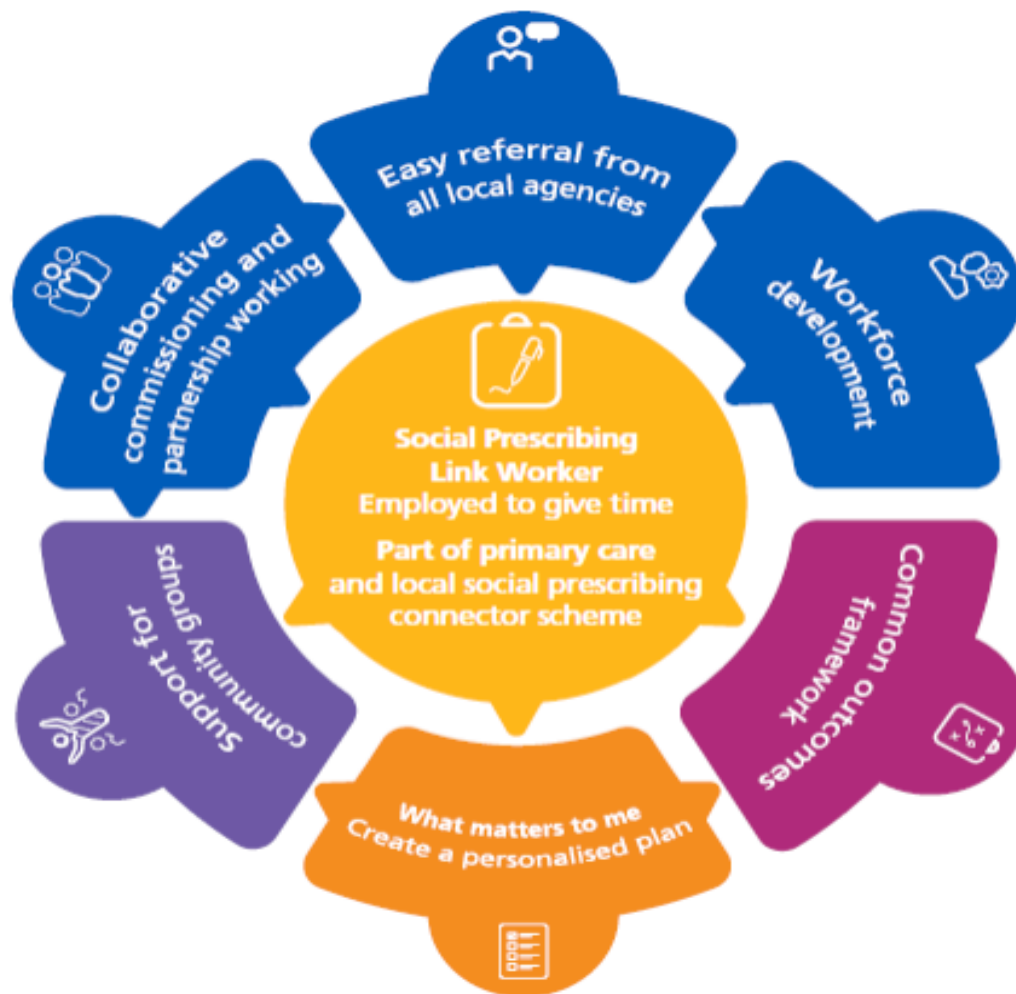 Easy referral from
all local agencies
Workforce
development
Common outcomes
framework
What matters to me
Create a personalised plan
Support for
community groups
Collaborative
commissioning and
partnership working
Social Prescribing
Link Worker
Employed to give time
Part of primary care
and local social prescribing
connector scheme